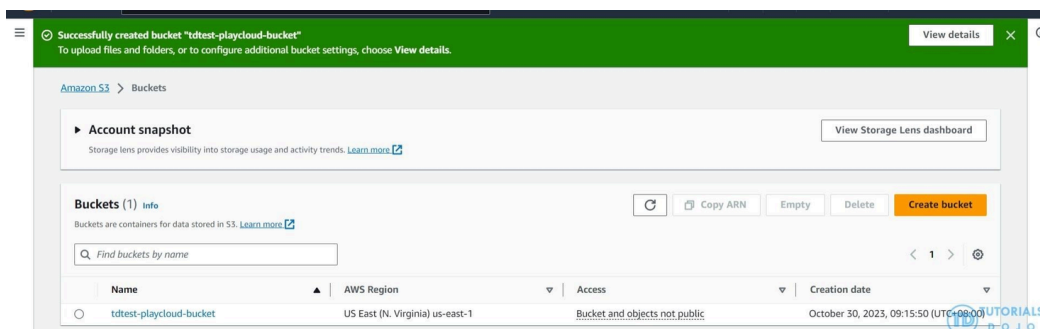 Successfully created bucket "tdtest-playcloud-bucket"
View details
To upload files and folders, or to configure additional bucket settings, choose View details.
Amazon S3 > Buckets
Account snapshot
View Storage Lens dashboard
Storage lens provides visibility into storage usage and activity trends. Learn more
Buckets (1) Info
Copy ARN Empty Delete Create bucket
Buckets are containers for data stored in S3. Learn more
Find buckets by name
1
Name AWS Region Access Creation date
tdtest-playcloud-bucket US East (N. Virginia) us-east-1 Bucket and objects not public October 30, 2023, 09:15:50 (UTC+08:00)
TD TUTORIALS
DOJO